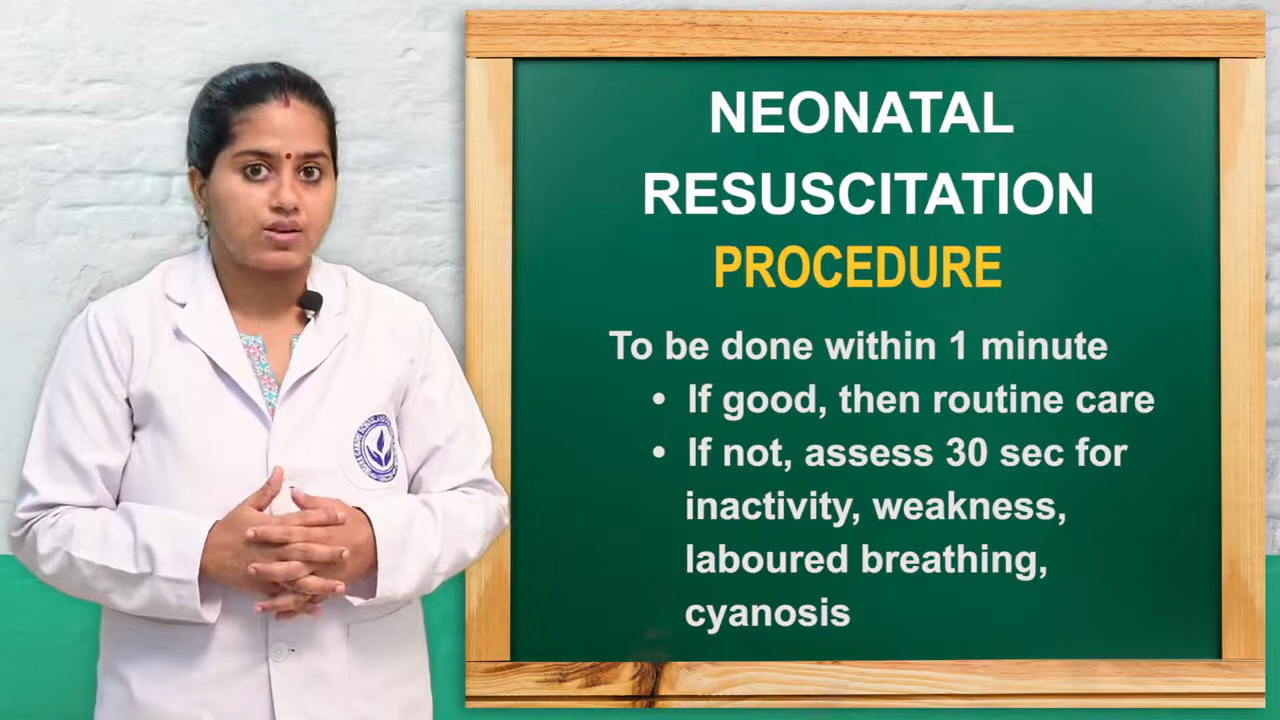 NEONATAL
RESUSCITATION
PROCEDURE
To be done within 1 minute
• If good, then routine care
• If not, assess 30 sec for
inactivity, weakness,
laboured breathing,
cyanosis